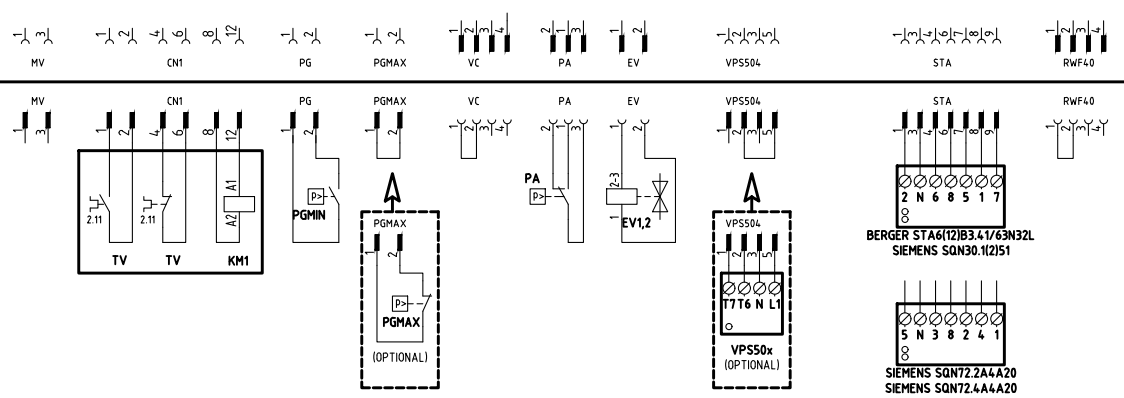 1 3 1 2 4 6 8 12 1 2 1 2 1 2 3 4 2 1 3 1 2 1 2 3 5 1 2 3 4 5 6 7 8 9 1 2 3 4
MV CN1 PG PGMAX VC PA EV VPS504 STA RWF40
MV CN1 PG PGMAX VC PA EV VPS504 STA RWF40
1 3 1 2 4 6 8 12 1 2 1 2 1 2 3 4 2 1 3 1 2 1 2 3 5 1 3 4 6 5 7 8 9 1 2 3 4
A1
A2
2.11
2.11
TV
TV
KM1
P>
PGMIN
PGMAX
1 2
P>
PGMAX
(OPTIONAL)
PA
P>
2-3
1
EV1,2
VPS504
1 2 3 5
T7 T6 N L1
VPS50x
(OPTIONAL)
2 N 6 8 5 1 7
BERGER STA6(12)B3.41/63N32L
SIEMENS SQN30.1(2)51
5 N 3 8 2 4 1
SIEMENS SQN72.2A4A20
SIEMENS SQN72.4A4A20